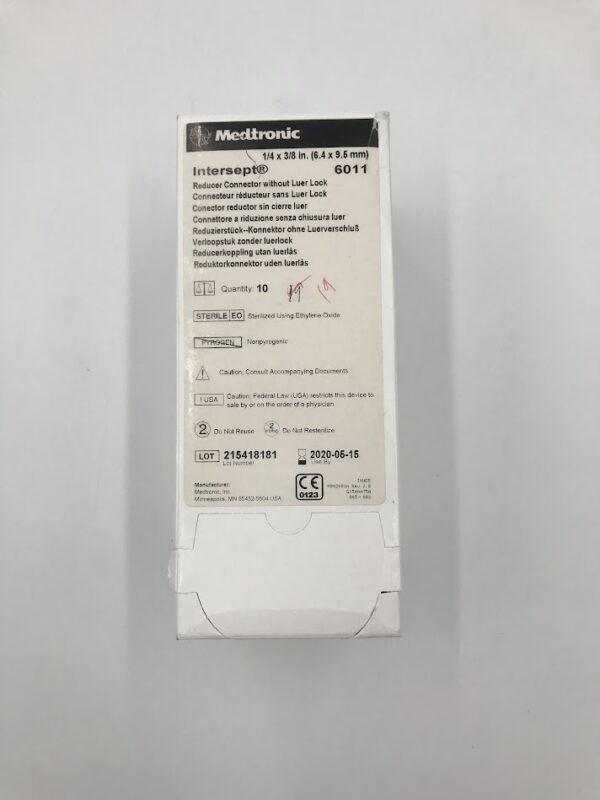 Medtronic
1/4 x 3/8 in. (6.4 x 9.5 mm)
Intersept® 6011
Reducer Connector without Luer Lock
Connecteur réducteur sans Luer Lock
Conector reductor sin cierre luer
Connettore a riduzione senza chiusura luer
Reduzierstück--Konnektor ohne Luerverschluß
Verloopstuk zonder luerlock
Reducerkoppling utan luerlås
Reduktorkonnektor uden luerlås
Quantity: 10 19
STERILE EO Sterilized Using Ethylene Oxide
PYROGEN Nonpyrogenic
Caution, Consult Accompanying Documents
! USA Caution: Federal Law (USA) restricts this device to
sale by or on the order of a physician
2 Do Not Reuse 2 Do Not Resterilize
LOT 215418181 2020-06-15
Lot Number Use By
Manufacturer:
Medtronic, Inc.
Minneapolis, MN 55432-5604 USA
CE
0123